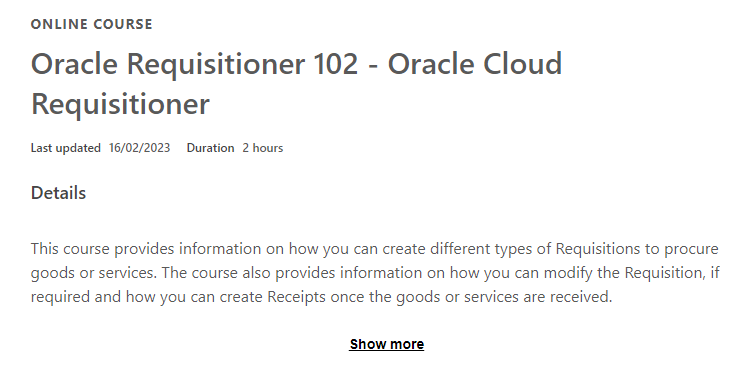 ONLINE COURSE
Oracle Requisitioner 102 - Oracle Cloud
Requisitioner
Last updated 16/02/2023 Duration 2 hours
Details
This course provides information on how you can create different types of Requisitions to procure
goods or services. The course also provides information on how you can modify the Requisition, if
required and how you can create Receipts once the goods or services are received.
Show more